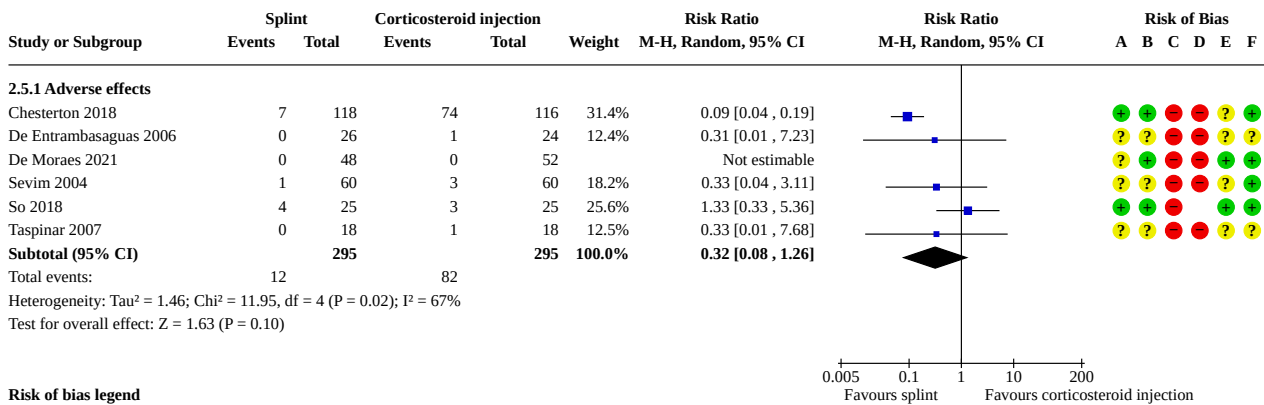 Splint Corticosteroid injection Risk Ratio Risk Ratio Risk of Bias
Study or Subgroup Events Total Events Total Weight M-H, Random, 95% CI M-H, Random, 95% CI A B C D E F
2.5.1 Adverse effects
Chesterton 2018 7 118 74 116 31.4% 0.09 [0.04 , 0.19] + + − − ? +
De Entrambasaguas 2006 0 26 1 24 12.4% 0.31 [0.01 , 7.23] ? ? − − ? ?
De Moraes 2021 0 48 0 52 Not estimable ? + − − + +
Sevim 2004 1 60 3 60 18.2% 0.33 [0.04 , 3.11] ? ? − − ? +
So 2018 4 25 3 25 25.6% 1.33 [0.33 , 5.36] + + − + +
Taspinar 2007 0 18 1 18 12.5% 0.33 [0.01 , 7.68] ? ? − − ? ?
Subtotal (95% CI) 295 295 100.0% 0.32 [0.08 , 1.26]
Total events: 12 82
Heterogeneity: Tau² = 1.46; Chi² = 11.95, df = 4 (P = 0.02); I² = 67%
Test for overall effect: Z = 1.63 (P = 0.10)
0.005 0.1 1 10 200
Favours splint Favours corticosteroid injection
Risk of bias legend